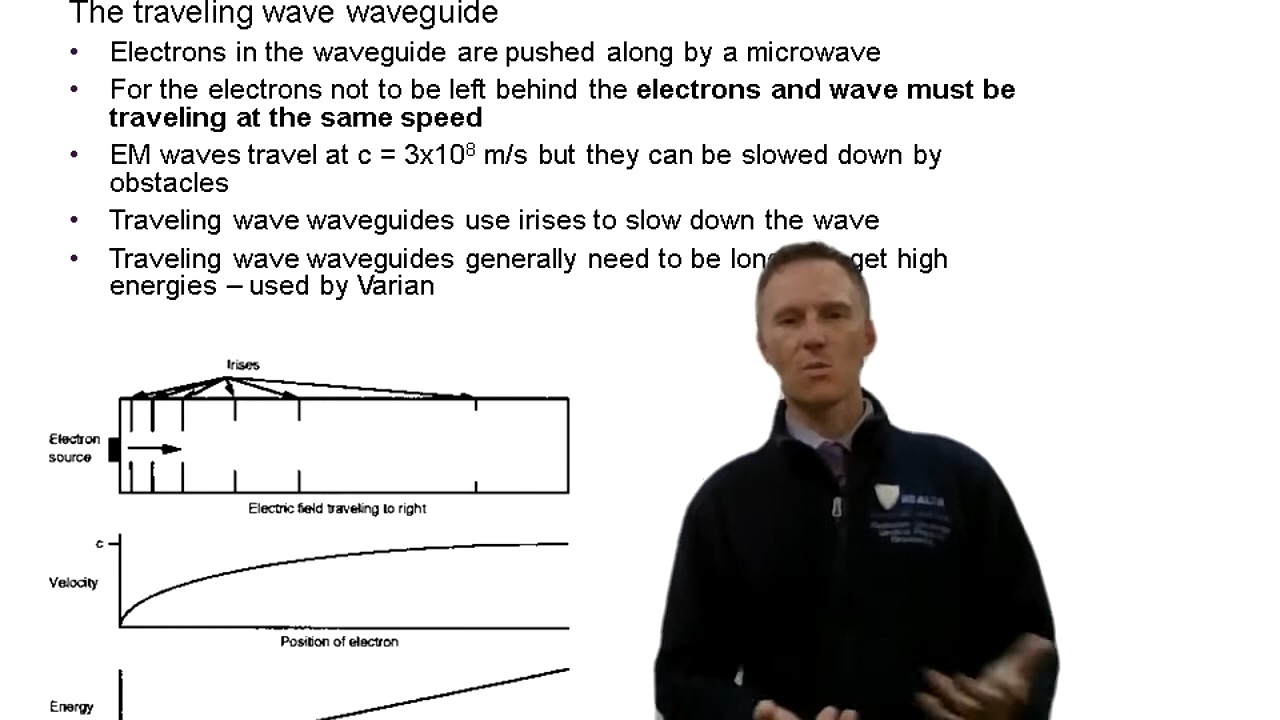 The traveling wave waveguide
• Electrons in the waveguide are pushed along by a microwave
• For the electrons not to be left behind the electrons and wave must be
traveling at the same speed
• EM waves travel at c = 3x10⁸ m/s but they can be slowed down by
obstacles
• Traveling wave waveguides use irises to slow down the wave
• Traveling wave waveguides generally need to be get high
energies – used by Varian
Irises
Electron
source
Electric field traveling to right
c
Velocity
Position of electron
Energy
HEALTH